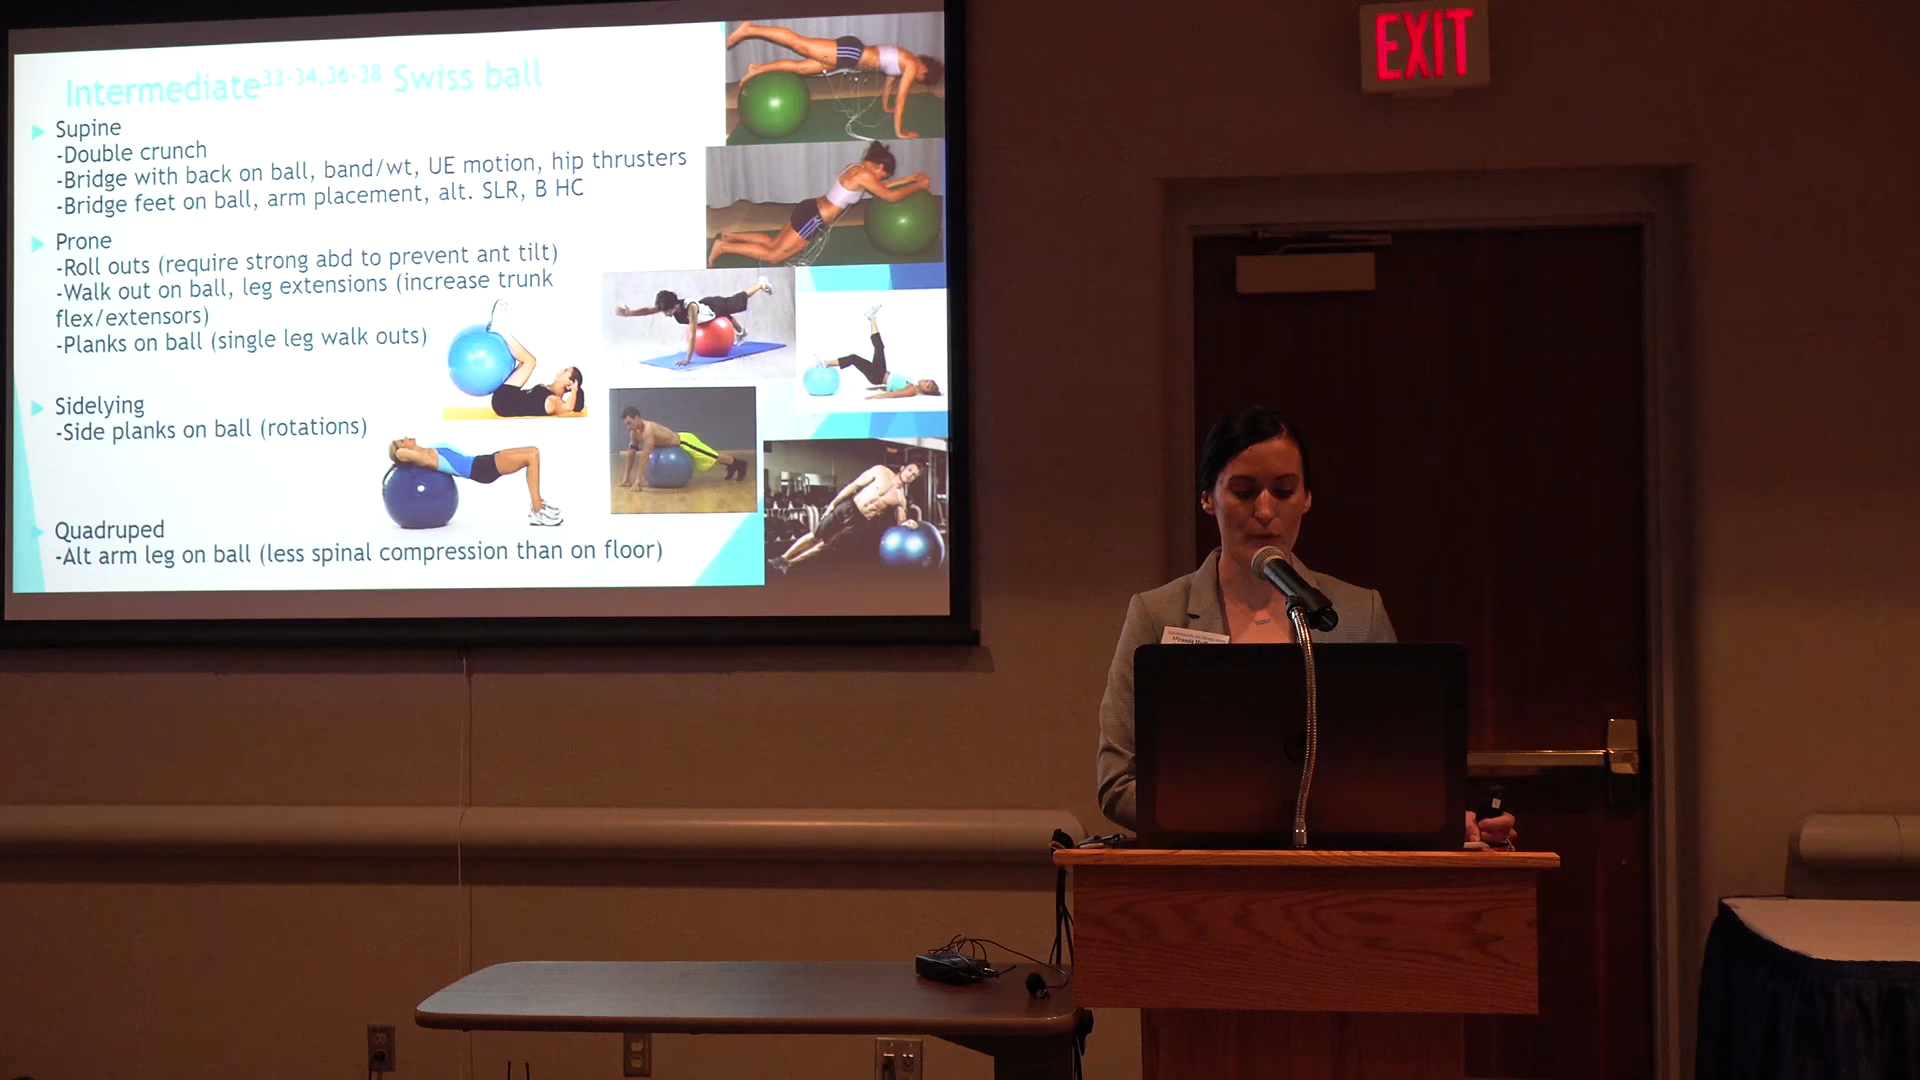 Intermediate33-34,36-38 Swiss ball
Supine
-Double crunch
-Bridge with back on ball, band/wt, UE motion, hip thrusters
-Bridge feet on ball, arm placement, alt. SLR, B HC
Prone
-Roll outs (require strong abd to prevent ant tilt)
-Walk out on ball, leg extensions (increase trunk
flex/extensors)
-Planks on ball (single leg walk outs)
Sidelying
-Side planks on ball (rotations)
Quadruped
-Alt arm leg on ball (less spinal compression than on floor)
EXIT
Miranda